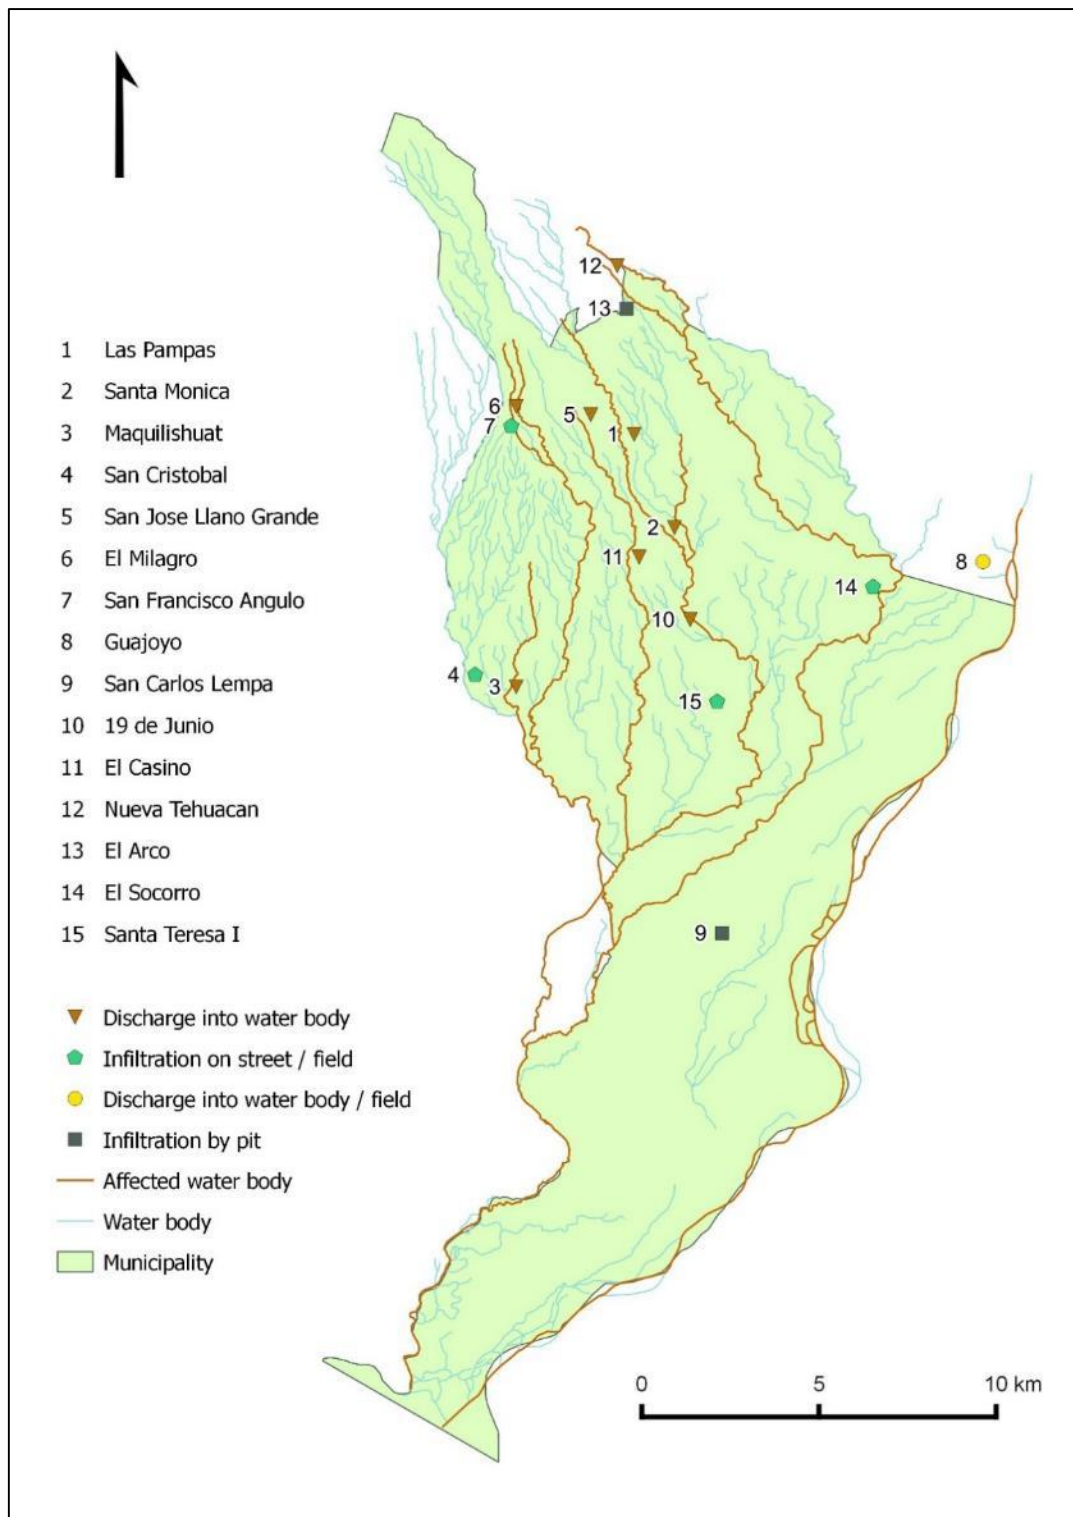 12
13
6
5
7
1
2
11
8
14
10
4
3
15
9
1 Las Pampas
2 Santa Monica
3 Maquilishuat
4 San Cristobal
5 San Jose Llano Grande
6 El Milagro
7 San Francisco Angulo
8 Guajoyo
9 San Carlos Lempa
10 19 de Junio
11 El Casino
12 Nueva Tehuacan
13 El Arco
14 El Socorro
15 Santa Teresa I
Discharge into water body
Infiltration on street / field
Discharge into water body / field
Infiltration by pit
Affected water body
Water body
Municipality
0 5 10 km